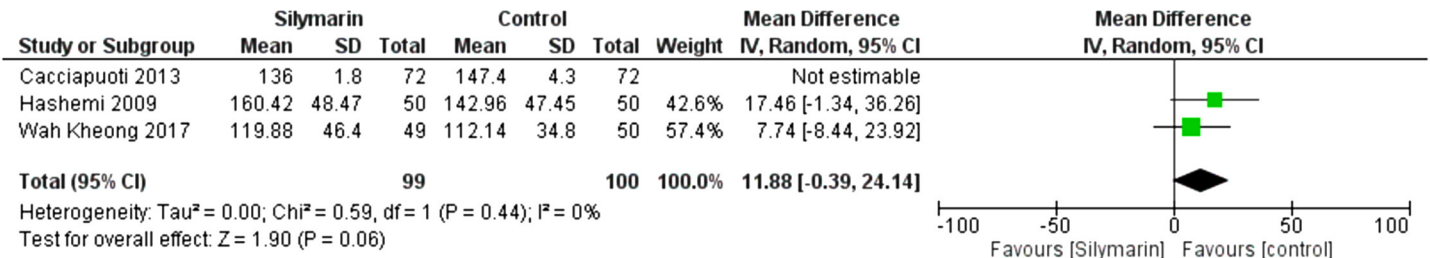 Silymarin Control Mean Difference Mean Difference
Study or Subgroup Mean SD Total Mean SD Total Weight IV, Random, 95% CI IV, Random, 95% CI
Cacciapuoti 2013 136 1.8 72 147.4 4.3 72 Not estimable
Hashemi 2009 160.42 48.47 50 142.96 47.45 50 42.6% 17.46 [-1.34, 36.26]
Wah Kheong 2017 119.88 46.4 49 112.14 34.8 50 57.4% 7.74 [-8.44, 23.92]
Total (95% CI) 99 100 100.0% 11.88 [-0.39, 24.14]
Heterogeneity: Tau² = 0.00; Chi² = 0.59, df = 1 (P = 0.44); I² = 0%
Test for overall effect: Z = 1.90 (P = 0.06)
-100 -50 0 50 100
Favours [Silymarin] Favours [control]